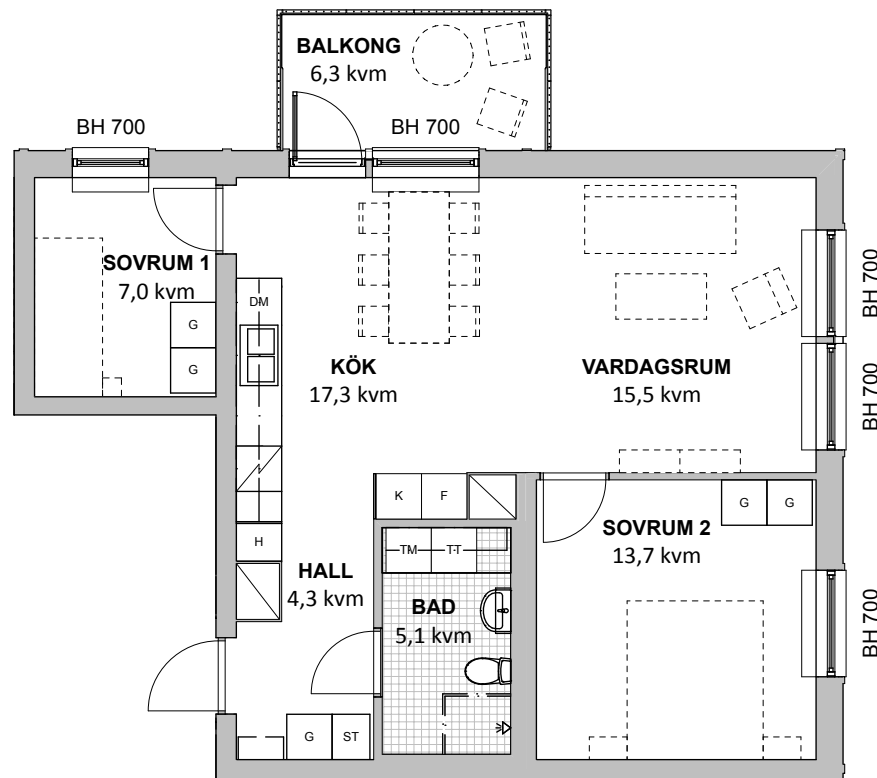 BALKONG
6,3 kvm
BH 700
BH 700
SOVRUM 1
7,0 kvm
G
G
DM
KÖK
17,3 kvm
VARDAGSRUM
15,5 kvm
BH 700
BH 700
K
F
H
TM
TT
HALL
4,3 kvm
BAD
5,1 kvm
SOVRUM 2
13,7 kvm
G
G
BH 700
G
ST